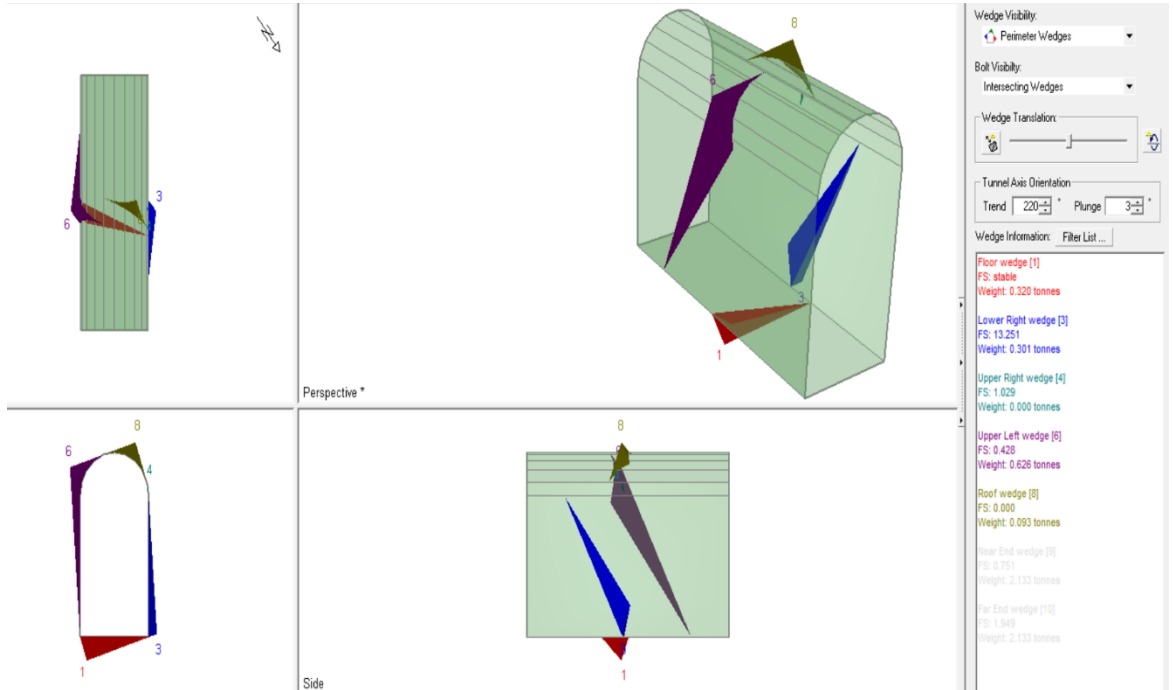 N
3
6
8
6
1
3
1
Perspective *
8
6
4
1
3
8
1
Side
Wedge Visibility:
Perimeter Wedges
Bolt Visiblity:
Intersecting Wedges
Wedge Translation:
Tunnel Axis Orientation
Trend 220 ° Plunge 3 °
Wedge Information: Filter List ...
Floor wedge [1]
FS: stable
Weight: 0.320 tonnes
Lower Right wedge [3]
FS: 13.251
Weight: 0.301 tonnes
Upper Right wedge [4]
FS: 1.029
Weight: 0.000 tonnes
Upper Left wedge [6]
FS: 0.428
Weight: 0.626 tonnes
Roof wedge [8]
FS: 0.000
Weight: 0.093 tonnes
Near End wedge [9]
FS: 0.751
Weight: 2.133 tonnes
Far End wedge [10]
FS: 1.949
Weight: 2.133 tonnes